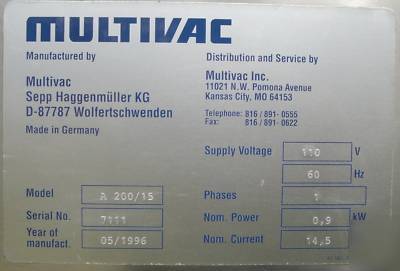 MULTIVAC
Manufactured by
Multivac
Sepp Haggenmüller KG
D-87787 Wolfertschwenden
Made in Germany
Distribution and Service by
Multivac Inc.
11021 N.W. Pomona Avenue
Kansas City, MO 64153
Telephone: 816 / 891- 0555
Fax: 816 / 891- 0622
Supply Voltage 110 V
60 Hz
Model A 200/15
Phases 1
Serial No. 7111
Nom. Power 0,9 kW
Year of
manufact. 05/1996
Nom. Current 14,5